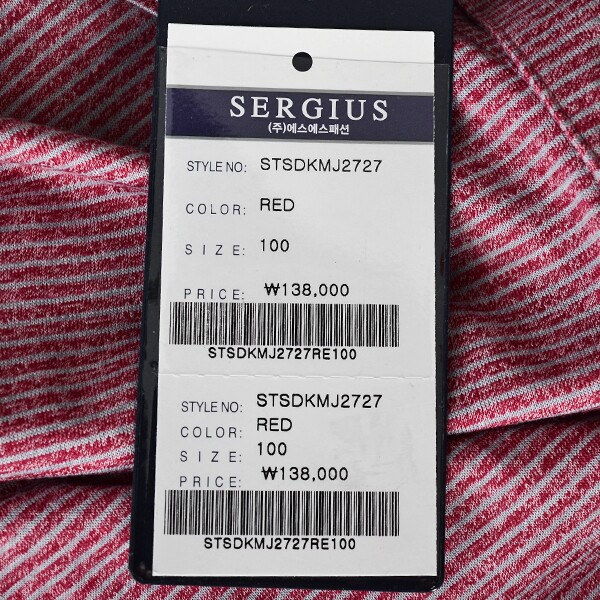 SERGIUS
(주)에스에스패션
STYLE NO: STSDKMJ2727
COLOR: RED
SIZE: 100
PRICE: ₩138,000
STSDKMJ2727RE100
STYLE NO: STSDKMJ2727
COLOR: RED
SIZE: 100
PRICE: ₩138,000
STSDKMJ2727RE100